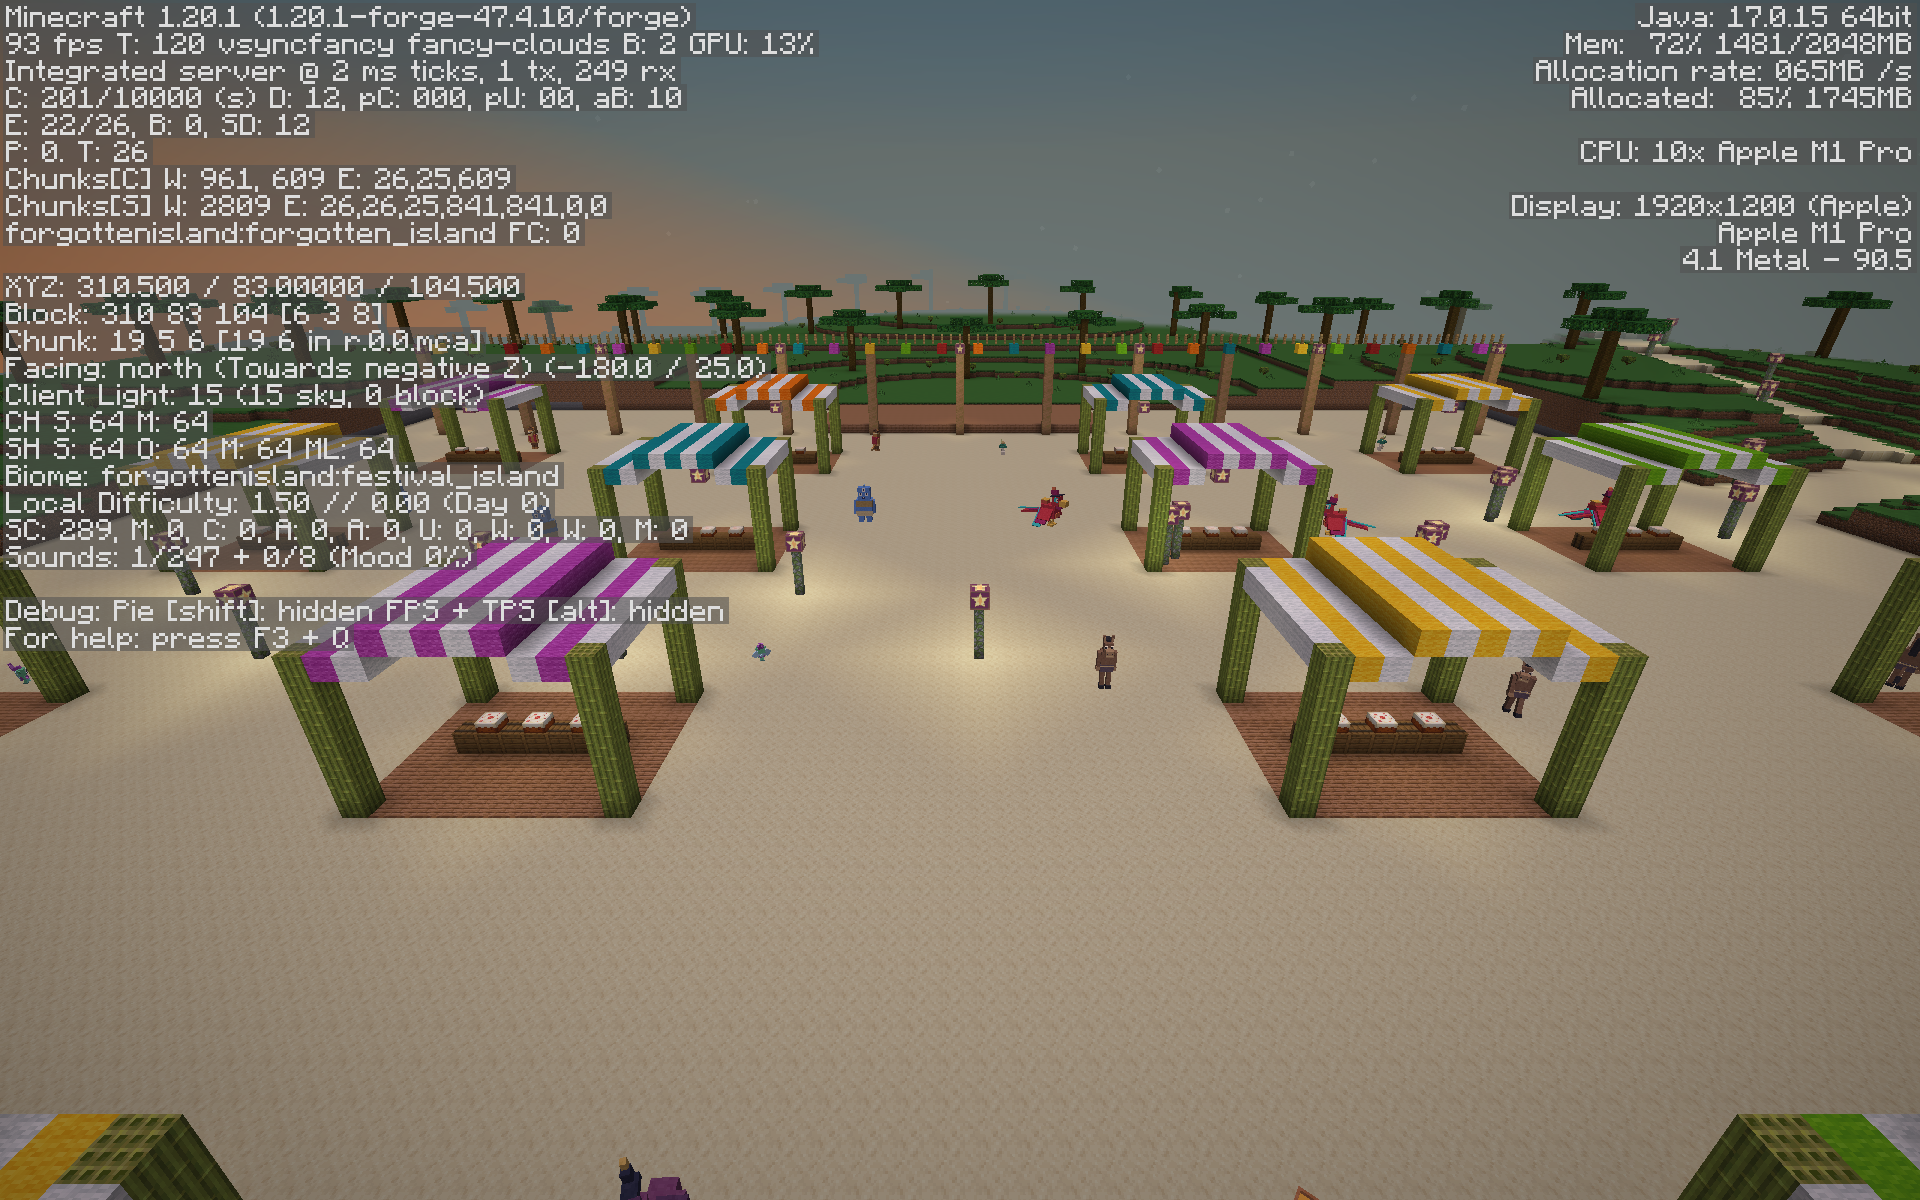 Minecraft 1.20.1 (1.20.1-forge-47.4.10/forge)
93 fps T: 120 vsyncfancy fancy-clouds B: 2 GPU: 13%
Integrated server @ 2 ms ticks, 1 tx, 249 rx
C: 201/10000 (s) D: 12, pC: 000, pU: 00, aB: 10
E: 22/26, B: 0, SD: 12
P: 0. T: 26
Chunks[C] W: 961, 609 E: 26,25,609
Chunks[S] W: 2809 E: 26,26,25,841,841,0,0
forgottenisland:forgotten_island FC: 0
XYZ: 310.500 / 83.00000 / 104.500
Block: 310 83 104 [6 3 8]
Chunk: 19 5 6 [19 6 in r.0.0.mca]
Facing: north (Towards negative Z) (-180.0 / 25.0)
Client Light: 15 (15 sky, 0 block)
CH S: 64 M: 64
SH S: 64 O: 64 M: 64 ML: 64
Biome: forgottenisland:festival_island
Local Difficulty: 1.50 // 0.00 (Day 0)
SC: 289, M: 0, C: 0, A: 0, A: 0, U: 0, W: 0, W: 0, M: 0
Sounds: 1/247 + 0/8 (Mood 0%)
Debug: Pie [shift]: hidden FPS + TPS [alt]: hidden
For help: press F3 + Q
Java: 17.0.15 64bit
Mem: 72% 1481/2048MB
Allocation rate: 065MB /s
Allocated: 85% 1745MB
CPU: 10x Apple M1 Pro
Display: 1920x1200 (Apple)
Apple M1 Pro
4.1 Metal - 90.5